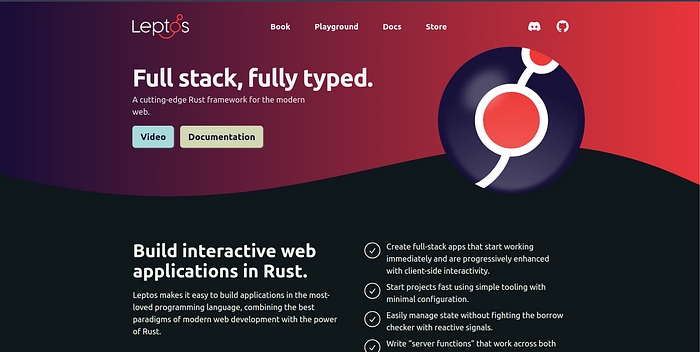 Leptos
Book Playground Docs Store
Full stack, fully typed.
A cutting-edge Rust framework for the modern
web.
Video Documentation
Build interactive web
applications in Rust.
Leptos makes it easy to build applications in the most-
loved programming language, combining the best
paradigms of modern web development with the power
of Rust.
Create full-stack apps that start working
immediately and are progressively enhanced
with client-side interactivity.
Start projects fast using simple tooling with
minimal configuration.
Easily manage state without fighting the borrow
checker with reactive signals.
Write “server functions” that work across both